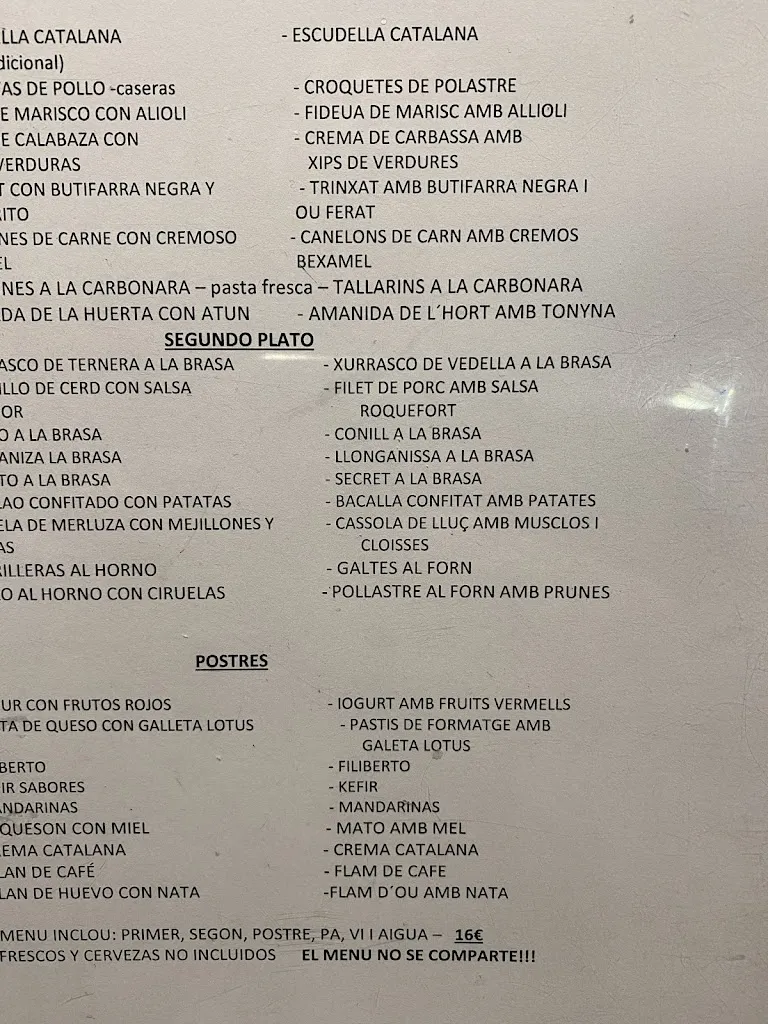 LLA CATALANA - ESCUDELLA CATALANA
dicional)
AS DE POLLO -caseras - CROQUETES DE POLASTRE
E MARISCO CON ALIOLI - FIDEUA DE MARISC AMB ALLIOLI
E CALABAZA CON - CREMA DE CARBASSA AMB
VERDURAS XIPS DE VERDURES
T CON BUTIFARRA NEGRA Y - TRINXAT AMB BUTIFARRA NEGRA I
RITO OU FERAT
NES DE CARNE CON CREMOSO - CANELONS DE CARN AMB CREMOS
EL BEXAMEL
NES A LA CARBONARA – pasta fresca – TALLARINS A LA CARBONARA
DA DE LA HUERTA CON ATUN - AMANIDA DE L´HORT AMB TONYNA
SEGUNDO PLATO
ASCO DE TERNERA A LA BRASA - XURRASCO DE VEDELLA A LA BRASA
LLO DE CERD CON SALSA - FILET DE PORC AMB SALSA
OR ROQUEFORT
O A LA BRASA - CONILL A LA BRASA
ANIZA LA BRASA - LLONGANISSA A LA BRASA
TO A LA BRASA - SECRET A LA BRASA
LAO CONFITADO CON PATATAS - BACALLA CONFITAT AMB PATATES
ELA DE MERLUZA CON MEJILLONES Y - CASSOLA DE LLUÇ AMB MUSCLOS I
AS CLOISSES
RILLERAS AL HORNO - GALTES AL FORN
O AL HORNO CON CIRUELAS - POLLASTRE AL FORN AMB PRUNES
POSTRES
UR CON FRUTOS ROJOS - IOGURT AMB FRUITS VERMELLS
TA DE QUESO CON GALLETA LOTUS - PASTIS DE FORMATGE AMB
GALETA LOTUS
BERTO - FILIBERTO
IR SABORES - KEFIR
ANDARINAS - MANDARINAS
QUESON CON MIEL - MATO AMB MEL
REMA CATALANA - CREMA CATALANA
LAN DE CAFÉ - FLAM DE CAFE
LAN DE HUEVO CON NATA -FLAM D´OU AMB NATA
MENU INCLOU: PRIMER, SEGON, POSTRE, PA, VI I AIGUA – 16€
FRESCOS Y CERVEZAS NO INCLUIDOS EL MENU NO SE COMPARTE!!!